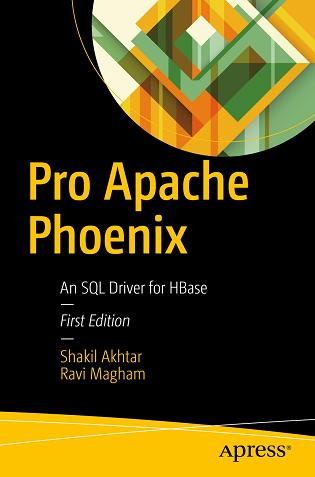 Pro Apache
Phoenix
An SQL Driver for HBase
—
First Edition
—
Shakil Akhtar
Ravi Magham
Apress®